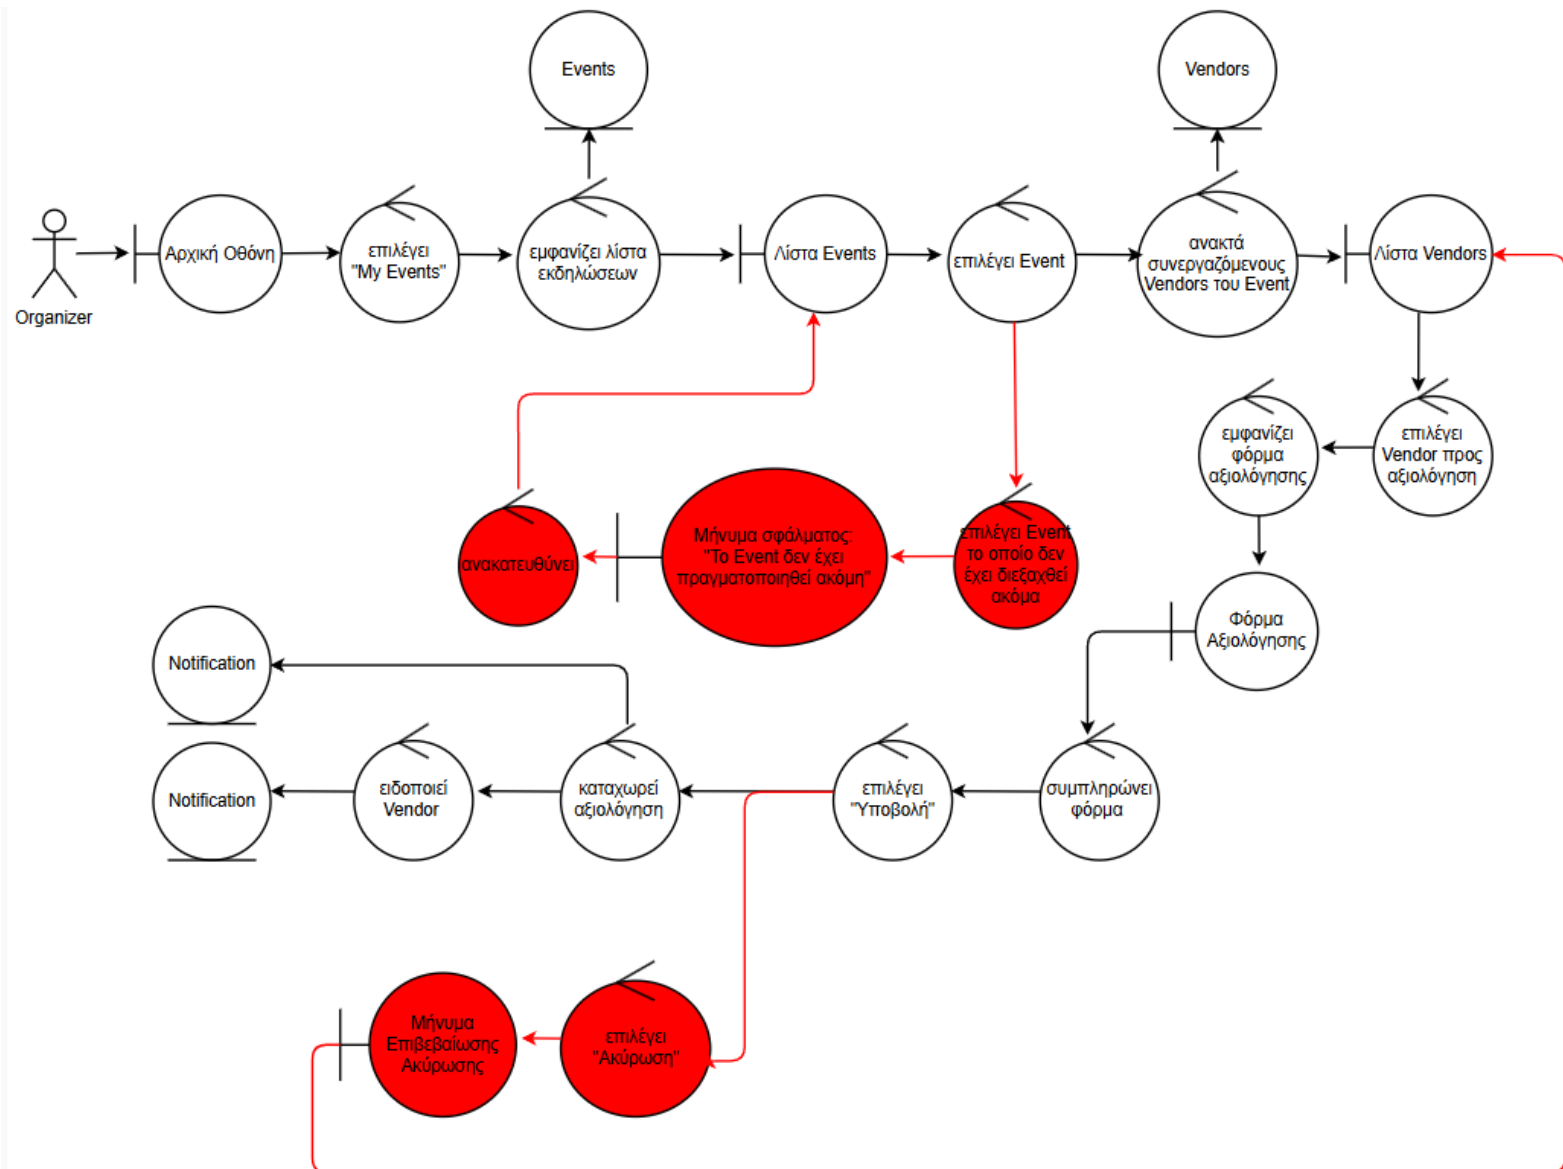 Events
Vendors
Organizer
Αρχική Οθόνη
επιλέγει
"My Events"
εμφανίζει λίστα
εκδηλώσεων
Λίστα Events
επιλέγει Event
ανακτά
συνεργαζόμενους
Vendors του Event
Λίστα Vendors
εμφανίζει
φόρμα
αξιολόγησης
επιλέγει
Vendor προς
αξιολόγηση
ανακατευθύνει
Μήνυμα σφάλματος:
"Το Event δεν έχει
πραγματοποιηθεί ακόμη"
επιλέγει Event
το οποίο δεν
έχει διεξαχθεί
ακόμα
Φόρμα
Αξιολόγησης
Notification
Notification
ειδοποιεί
Vendor
καταχωρεί
αξιολόγηση
επιλέγει
"Υποβολή"
συμπληρώνει
φόρμα
Μήνυμα
Επιβεβαίωσης
Ακύρωσης
επιλέγει
"Ακύρωση"